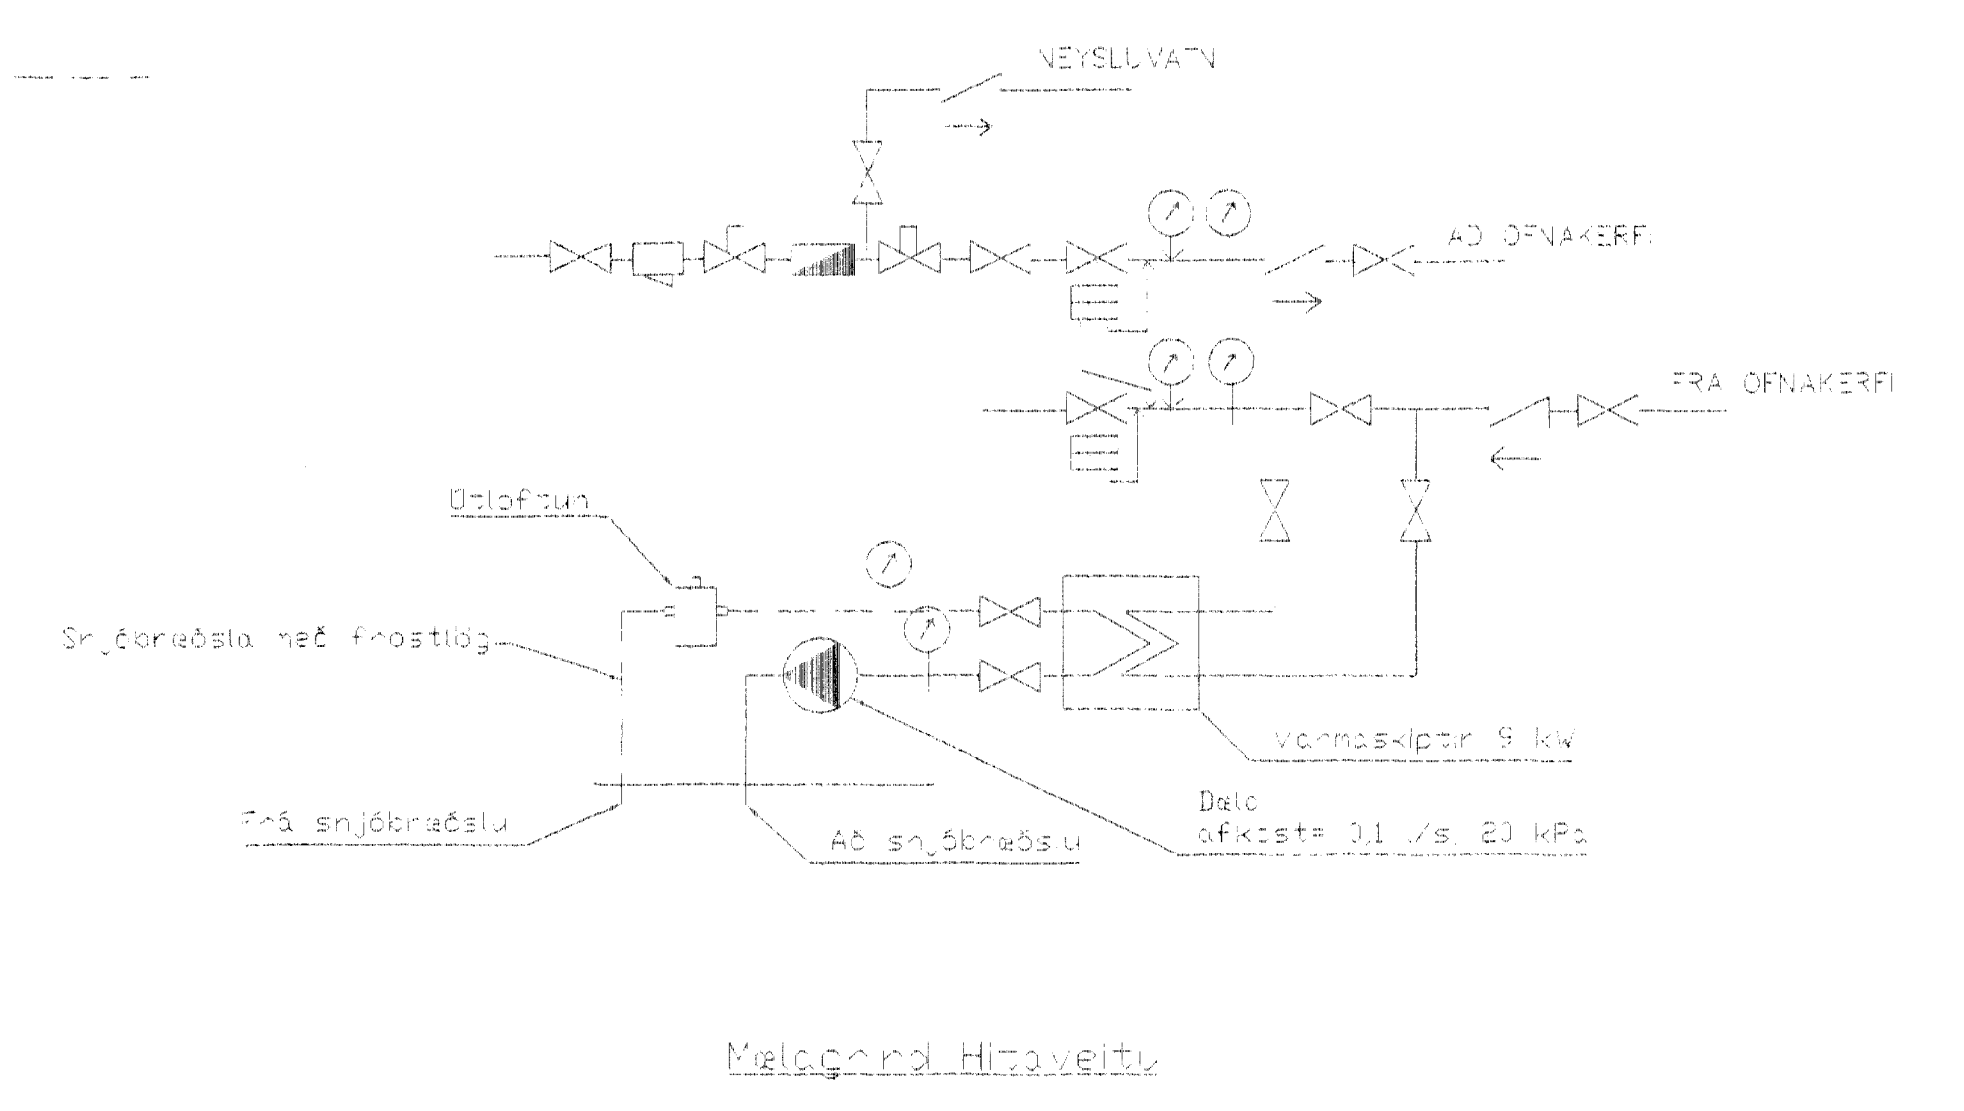 NEYSLUVATN
AÐ OFNAKERFI
FRA OFNAKERFI
Útloftun
Snjóbræðsla með frostlög
Varmaskiptir 9 kW
Dæla
afköst= 0,1 l/s, 20 kPa
Frá snjóbræðslu
Að snjóbræðslu
Mælagrind Hitaveitu